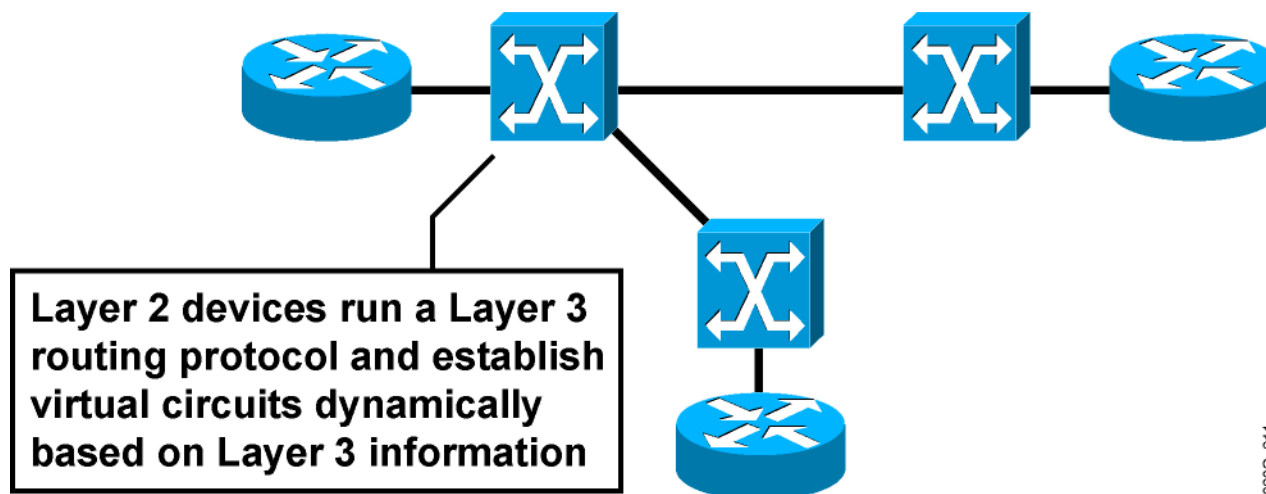 Layer 2 devices run a Layer 3
routing protocol and establish
virtual circuits dynamically
based on Layer 3 information